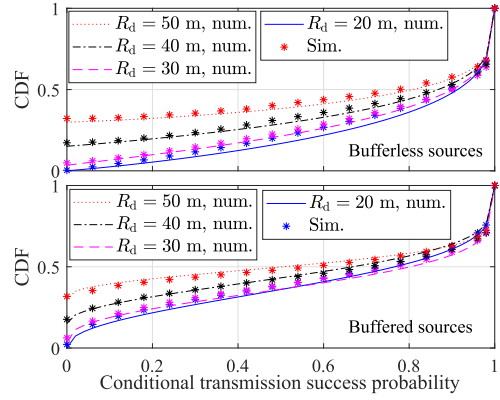 1
R_d = 50 m, num.
R_d = 40 m, num.
R_d = 30 m, num.
R_d = 20 m, num.
Sim.
0.5
CDF
Bufferless sources
0
1
R_d = 50 m, num.
R_d = 40 m, num.
R_d = 30 m, num.
R_d = 20 m, num.
Sim.
0.5
CDF
Buffered sources
0
0 0.2 0.4 0.6 0.8 1
Conditional transmission success probability